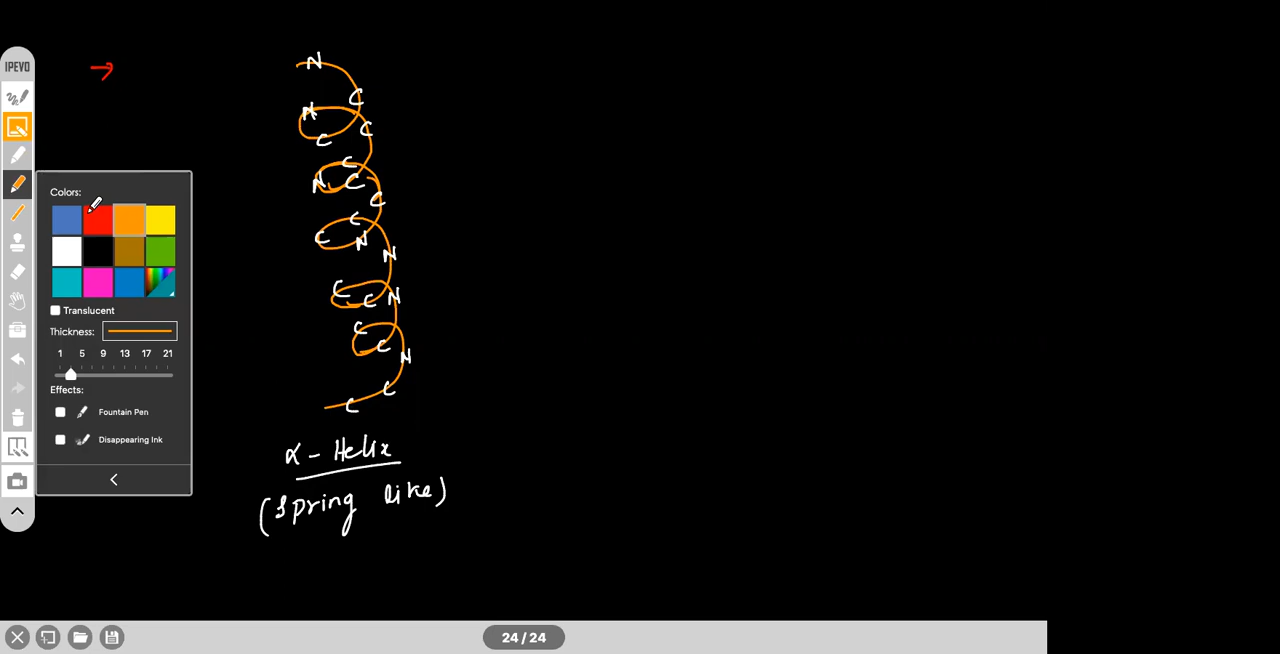 IPEVO
N
C
N
C
C
C
N
C
C
C
C
N
N
C
C
N
C
C
N
C
C
α - Helix
(Spring like)
Colors:
Translucent
Thickness:
1 5 9 13 17 21
Effects:
Fountain Pen
Disappearing Ink
24 / 24